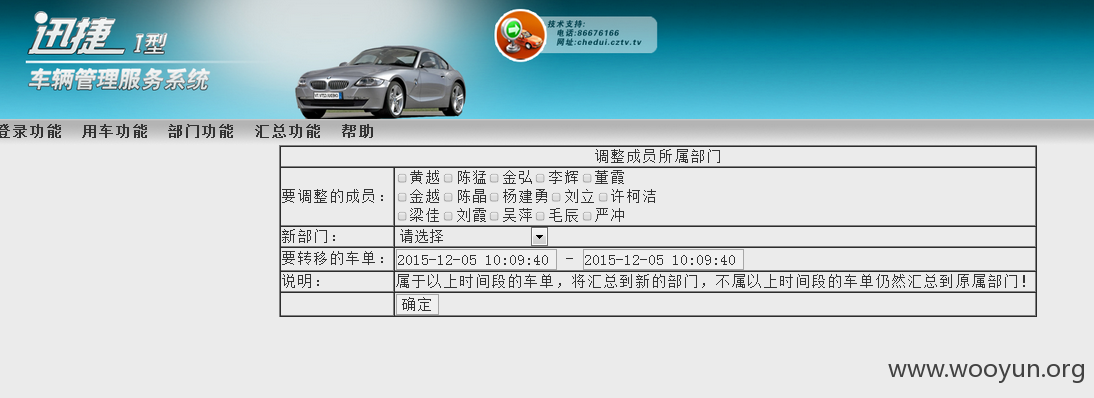 迅捷 I型
车辆管理服务系统
技术支持:
电话:86676166
网址:chedui.cztv.tv
登录功能 用车功能 部门功能 汇总功能 帮助
调整成员所属部门
要调整的成员:
黄越 陈猛 金弘 李辉 董霞
金越 陈晶 杨建勇 刘立 许柯洁
梁佳 刘霞 吴萍 毛辰 严冲
新部门: 请选择
要转移的车单: 2015-12-05 10:09:40 - 2015-12-05 10:09:40
说明: 属于以上时间段的车单，将汇总到新的部门，不属以上时间段的车单仍然汇总到原属部门!
确定
www.wooyun.org